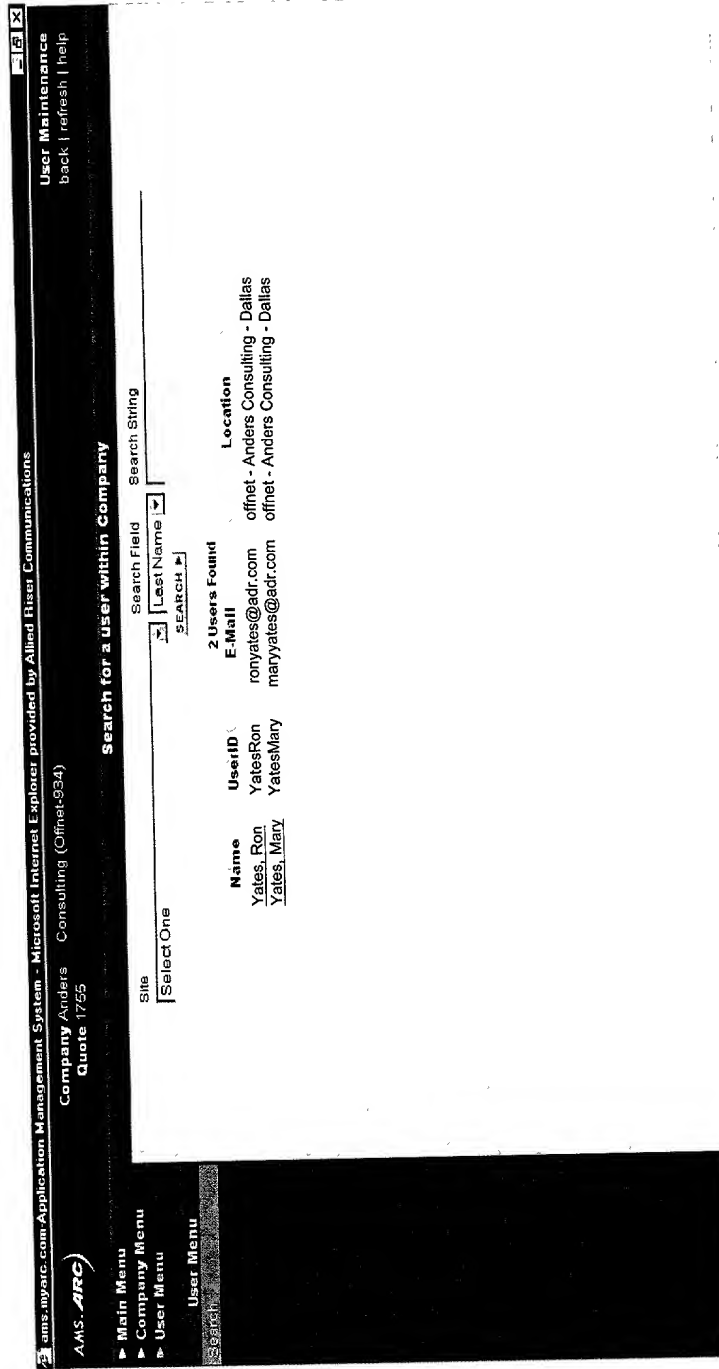 ams.myarc.com-Application Management System - Microsoft Internet Explorer provided by Allied Riser Communications
AMS.ARC
Company Anders Consulting (Offnet-934)
Quote 1755
User Maintenance
back | refresh | help
Search for a user within Company
► Main Menu
► Company Menu
► User Menu
User Menu
Search
Site
Search Field
Search String
Select One
Last Name
SEARCH ►
2 Users Found
Name UserID E-Mail Location
Yates, Ron YatesRon ronyates@adr.com offnet - Anders Consulting - Dallas
Yates, Mary YatesMary maryyates@adr.com offnet - Anders Consulting - Dallas